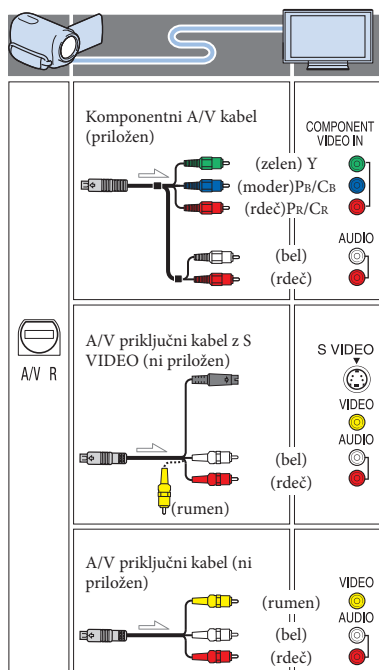 Komponentni A/V kabel
(priložen)
COMPONENT
VIDEO IN
(zelen) Y
(moder)PB/CB
(rdeč)PR/CR
AUDIO
(bel)
(rdeč)
A/V R
A/V priključni kabel z S
VIDEO (ni priložen)
S VIDEO
VIDEO
AUDIO
(bel)
(rdeč)
(rumen)
A/V priključni kabel (ni
priložen)
VIDEO
(rumen)
AUDIO
(bel)
(rdeč)